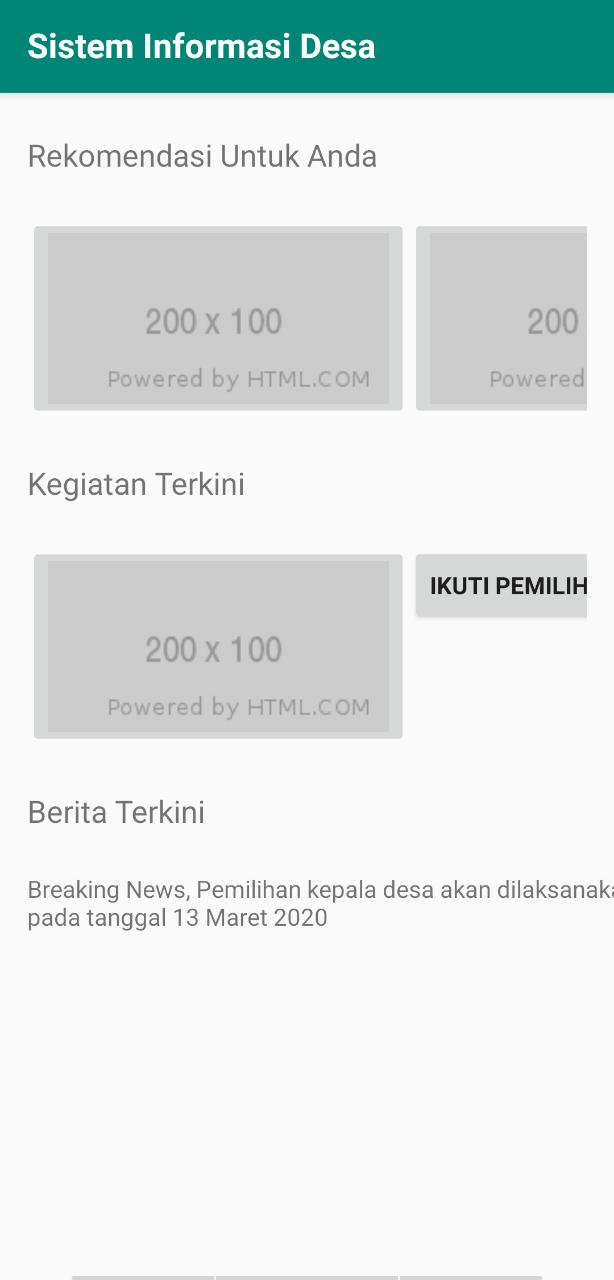 Sistem Informasi Desa
Rekomendasi Untuk Anda
200 x 100
Powered by HTML.COM
200
Powered
Kegiatan Terkini
200 x 100
Powered by HTML.COM
IKUTI PEMILIH
Berita Terkini
Breaking News, Pemilihan kepala desa akan dilaksanaka
pada tanggal 13 Maret 2020